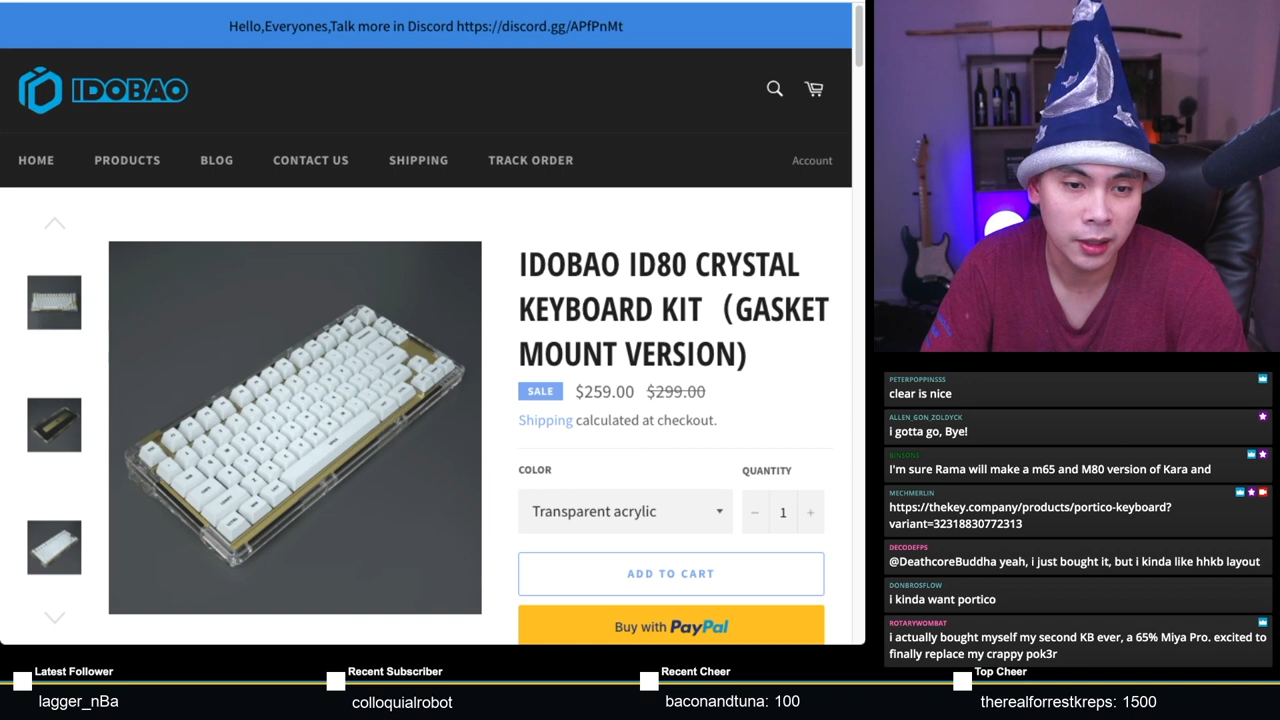 Hello,Everyones,Talk more in Discord https://discord.gg/APfPnMt
IDOBAO
HOME PRODUCTS BLOG CONTACT US SHIPPING TRACK ORDER Account
IDOBAO ID80 CRYSTAL
KEYBOARD KIT（GASKET
MOUNT VERSION)
SALE $259.00 $299.00
Shipping calculated at checkout.
COLOR QUANTITY
Transparent acrylic − 1 +
ADD TO CART
Buy with PayPal
PETERPOPPINSSS
clear is nice
ALLEN_GON_ZOLDYCK
i gotta go, Bye!
BINSONS
I'm sure Rama will make a m65 and M80 version of Kara and
MECHMERLIN
https://thekey.company/products/portico-keyboard?
variant=32318830772313
DECODEFPS
@DeathcoreBuddha yeah, i just bought it, but i kinda like hhkb layout
DONBROSFLOW
i kinda want portico
ROTARYWOMBAT
i actually bought myself my second KB ever, a 65% Miya Pro. excited to
finally replace my crappy pok3r
Latest Follower
lagger_nBa
Recent Subscriber
colloquialrobot
Recent Cheer
baconandtuna: 100
Top Cheer
therealforrestkreps: 1500